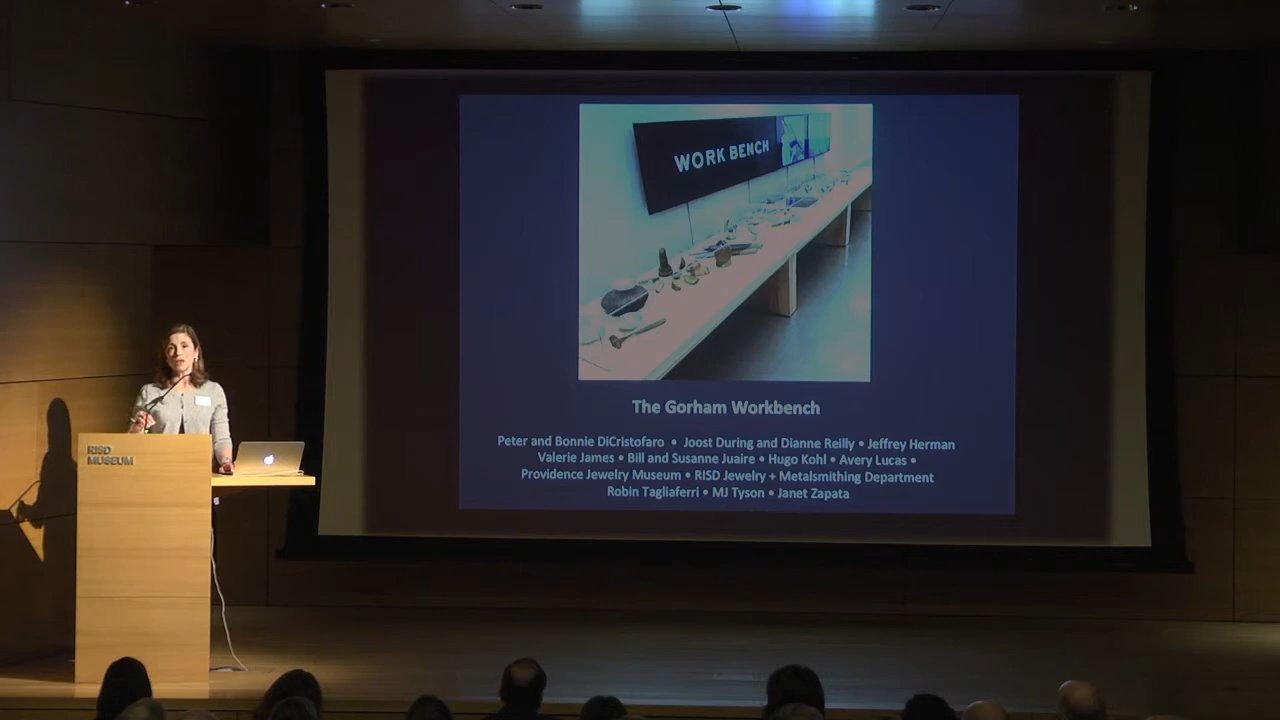 WORK BENCH
The Gorham Workbench
Peter and Bonnie DiCristofaro • Joost During and Dianne Reilly • Jeffrey Herman
Valerie James • Bill and Susanne Juaire • Hugo Kohl • Avery Lucas •
Providence Jewelry Museum • RISD Jewelry + Metalsmithing Department
Robin Tagliaferri • MJ Tyson • Janet Zapata
RISD
MUSEUM